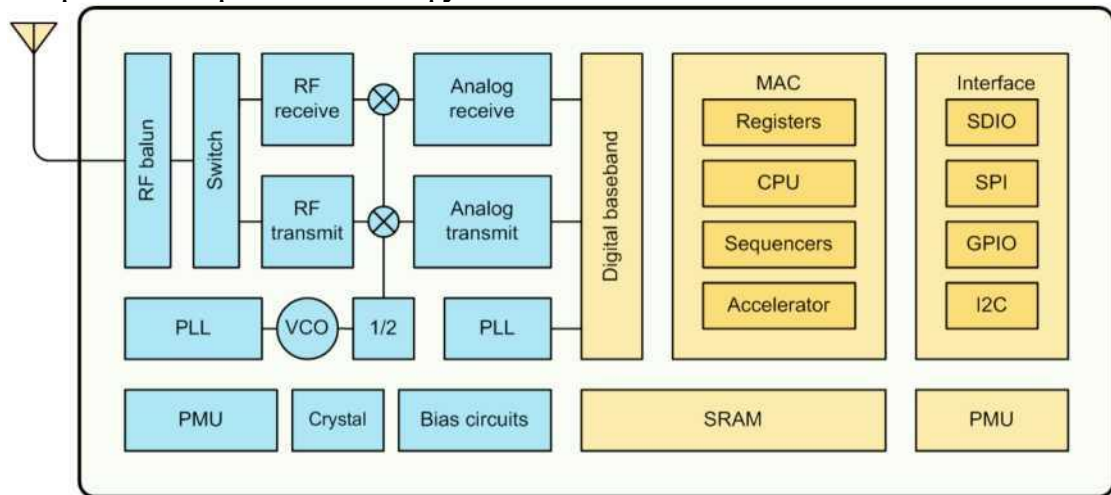 RF balun
Switch
RF
receive
Analog
receive
RF
transmit
Analog
transmit
PLL
VCO
1/2
PLL
Digital baseband
MAC
Registers
CPU
Sequencers
Accelerator
Interface
SDIO
SPI
GPIO
I2C
PMU
Crystal
Bias circuits
SRAM
PMU